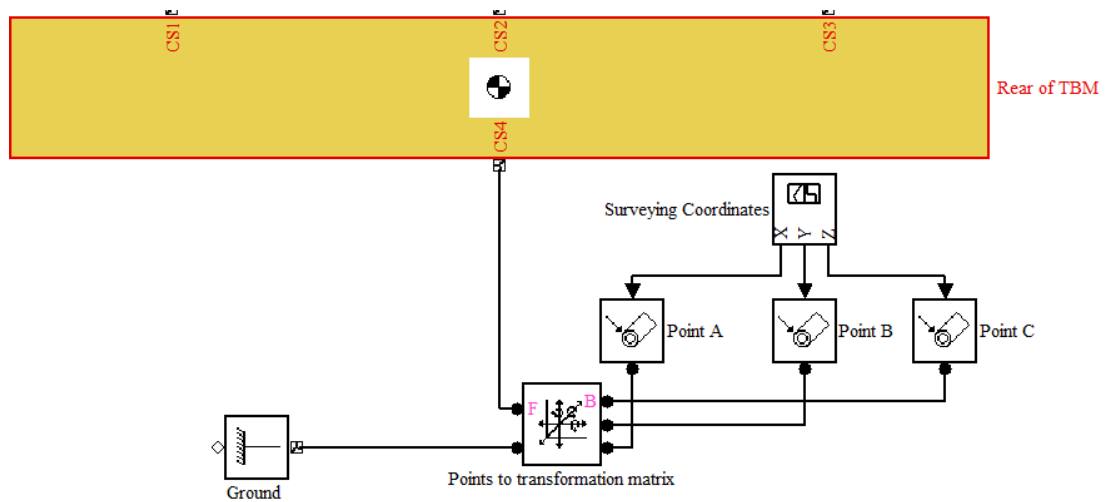 CS1
CS2
CS3
CS4
Rear of TBM
Surveying Coordinates
X
Y
Z
Point A
Point B
Point C
F
B
Ground
Points to transformation matrix